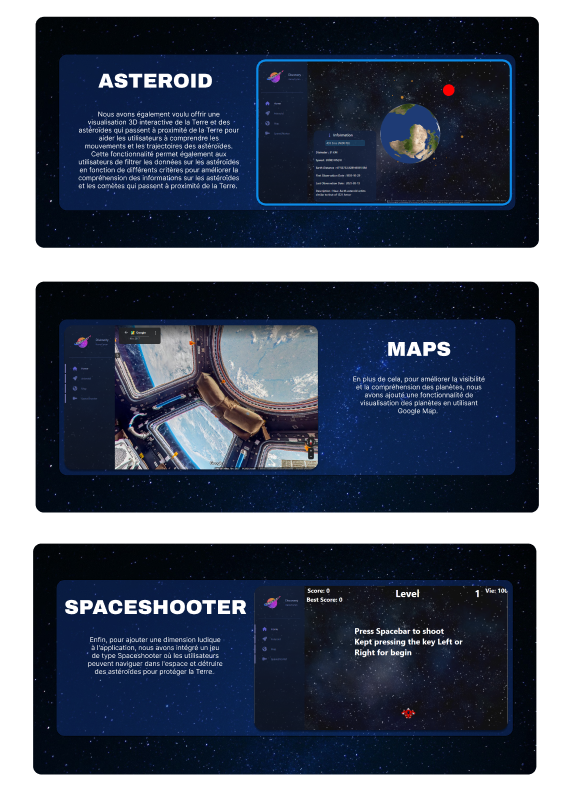 ASTEROID
Nous avons également voulu offrir une
visualisation 3D interactive de la Terre et des
astéroïdes qui passent à proximité de la Terre pour
aider les utilisateurs à comprendre les
mouvements et les trajectoires des astéroïdes.
Cette fonctionnalité permet également aux
utilisateurs de filtrer les données sur les astéroïdes
en fonction de différents critères pour améliorer la
compréhension des informations sur les astéroïdes
et les comètes qui passent à proximité de la Terre.
Information
MAPS
En plus de cela, pour améliorer la visibilité
et la compréhension des planètes, nous
avons ajouté une fonctionnalité de
visualisation des planètes en utilisant
Google Map.
Google
SPACESHOOTER
Enfin, pour ajouter une dimension ludique
à l'application, nous avons intégré un jeu
de type Spaceshooter où les utilisateurs
peuvent naviguer dans l'espace et détruire
des astéroïdes pour protéger la Terre.
Score: 0
Best Score: 0
Level
1
Vie: 10
Press Spacebar to shoot
Kept pressing the key Left or
Right for begin